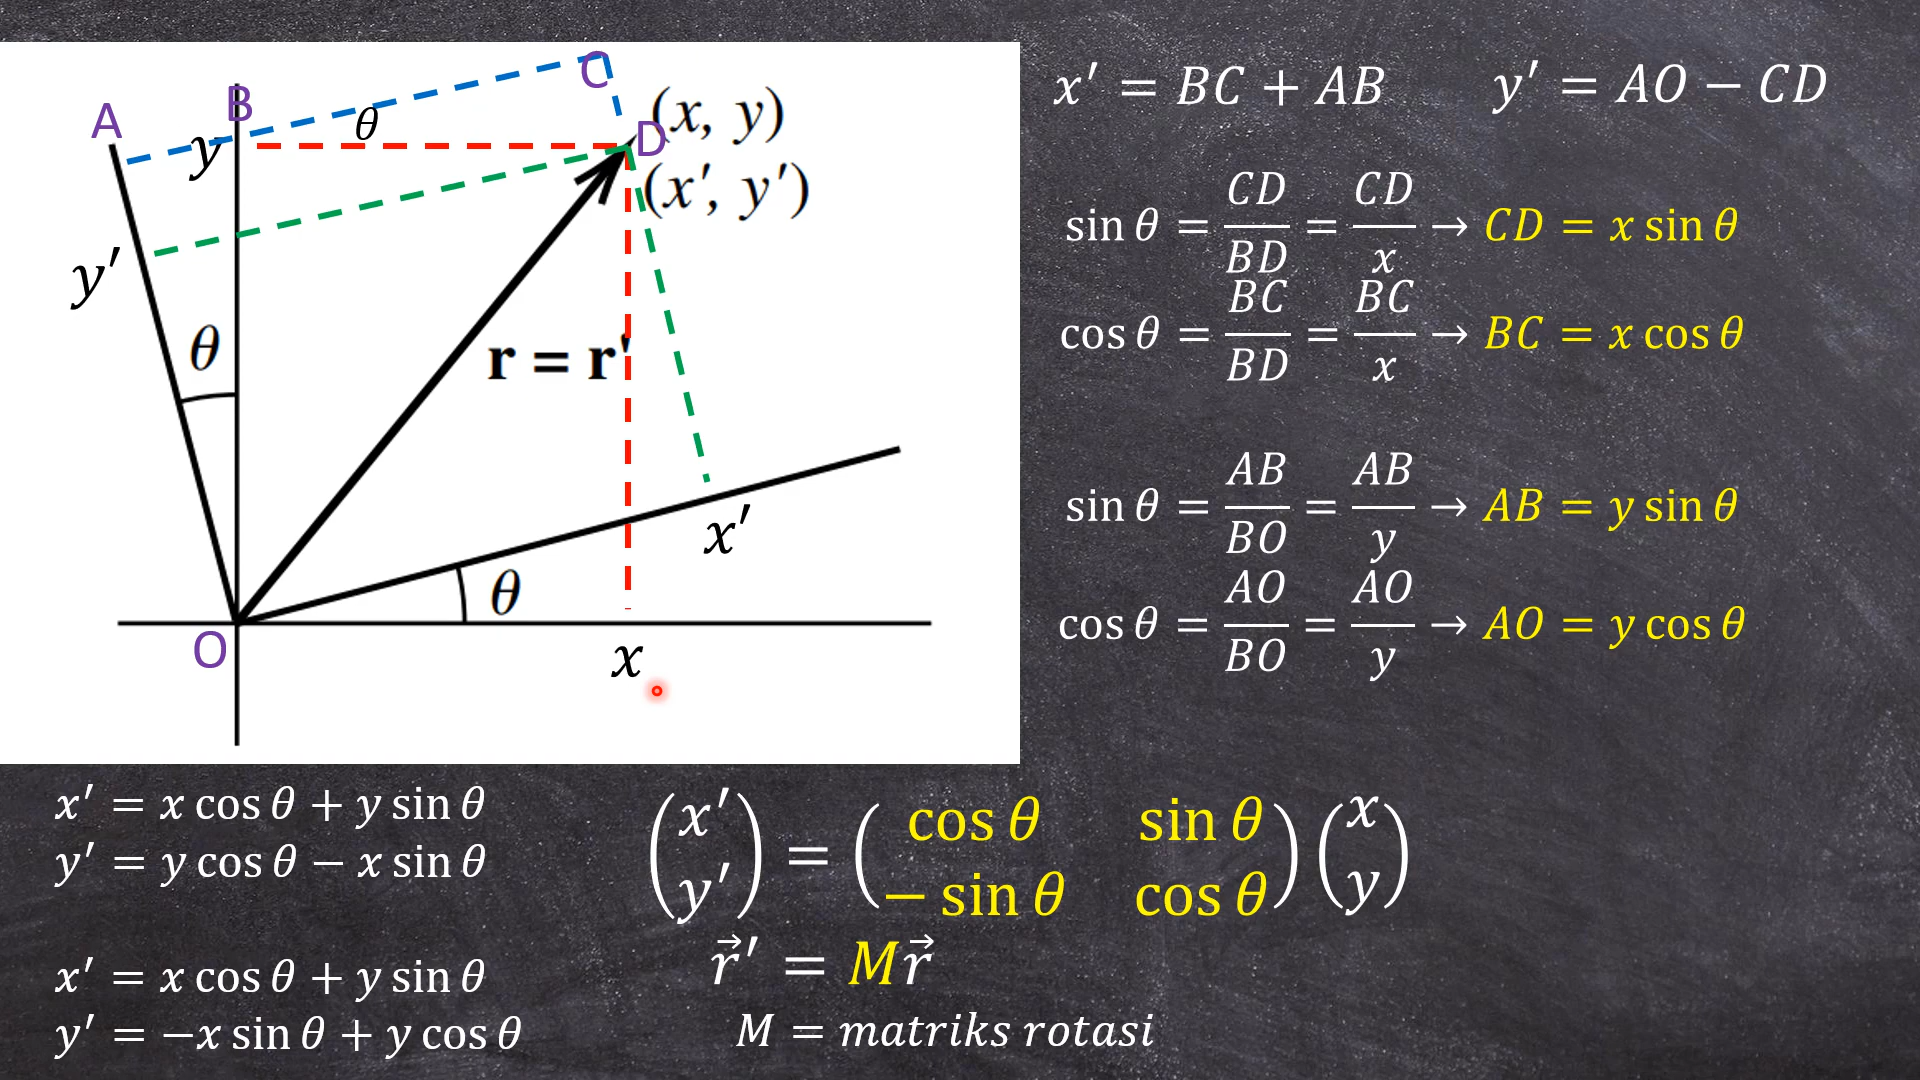 A
B
C
D
y
θ
(x, y)
(x′, y′)
y′
θ
r = r'
x′
θ
O
x
x′ = BC + AB
y′ = AO − CD
sin θ = CD/BD = CD/x → CD = x sin θ
cos θ = BC/BD = BC/x → BC = x cos θ
sin θ = AB/BO = AB/y → AB = y sin θ
cos θ = AO/BO = AO/y → AO = y cos θ
x′ = x cos θ + y sin θ
y′ = y cos θ − x sin θ
x′ = x cos θ + y sin θ
y′ = −x sin θ + y cos θ
(x′ y′) = (cos θ sin θ − sin θ cos θ)(x y)
r⃗ ′ = Mr⃗
M = matriks rotasi